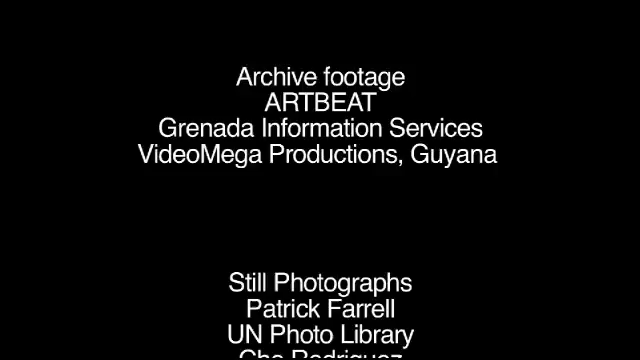 Archive footage
ARTBEAT
Grenada Information Services
VideoMega Productions, Guyana
Still Photographs
Patrick Farrell
UN Photo Library